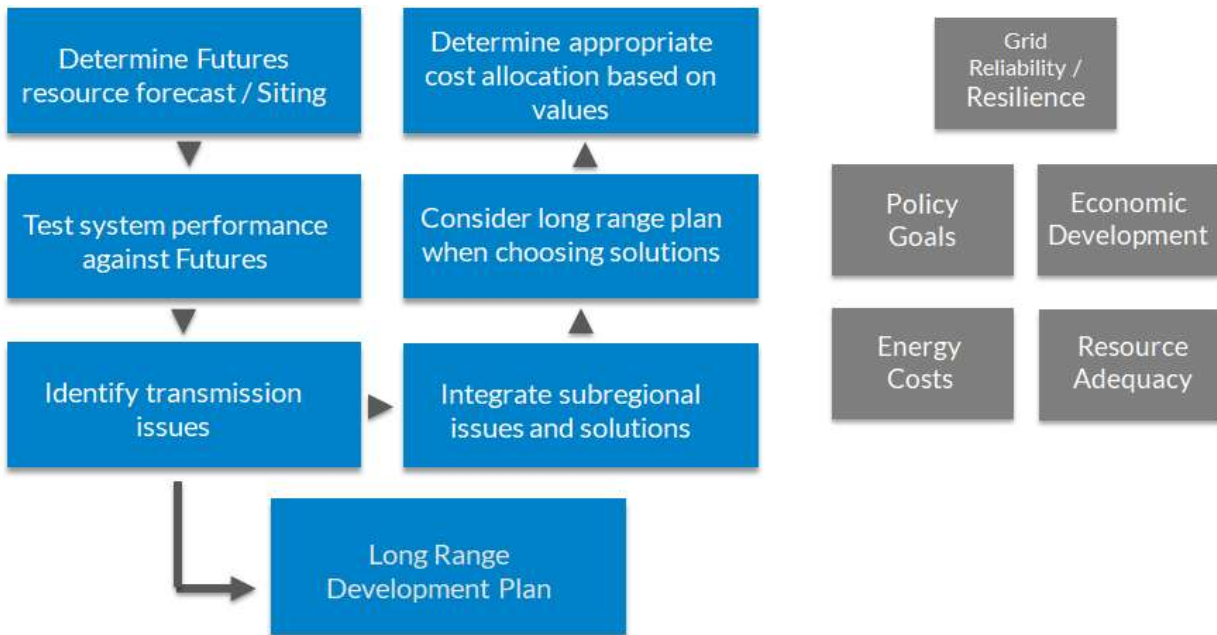 Determine Futures
resource forecast / Siting
Test system performance
against Futures
Identify transmission
issues
Long Range
Development Plan
Integrate subregional
issues and solutions
Consider long range plan
when choosing solutions
Determine appropriate
cost allocation based on
values
Grid
Reliability /
Resilience
Policy
Goals
Economic
Development
Energy
Costs
Resource
Adequacy